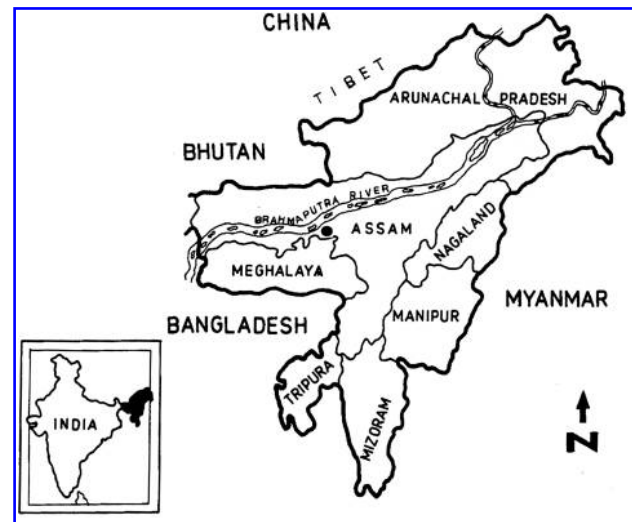 CHINA
TIBET
ARUNACHAL PRADESH
BHUTAN
BRAHMAPUTRA RIVER
ASSAM
NAGALAND
MEGHALAYA
MYANMAR
BANGLADESH
MANIPUR
TRIPURA
MIZORAM
INDIA
N